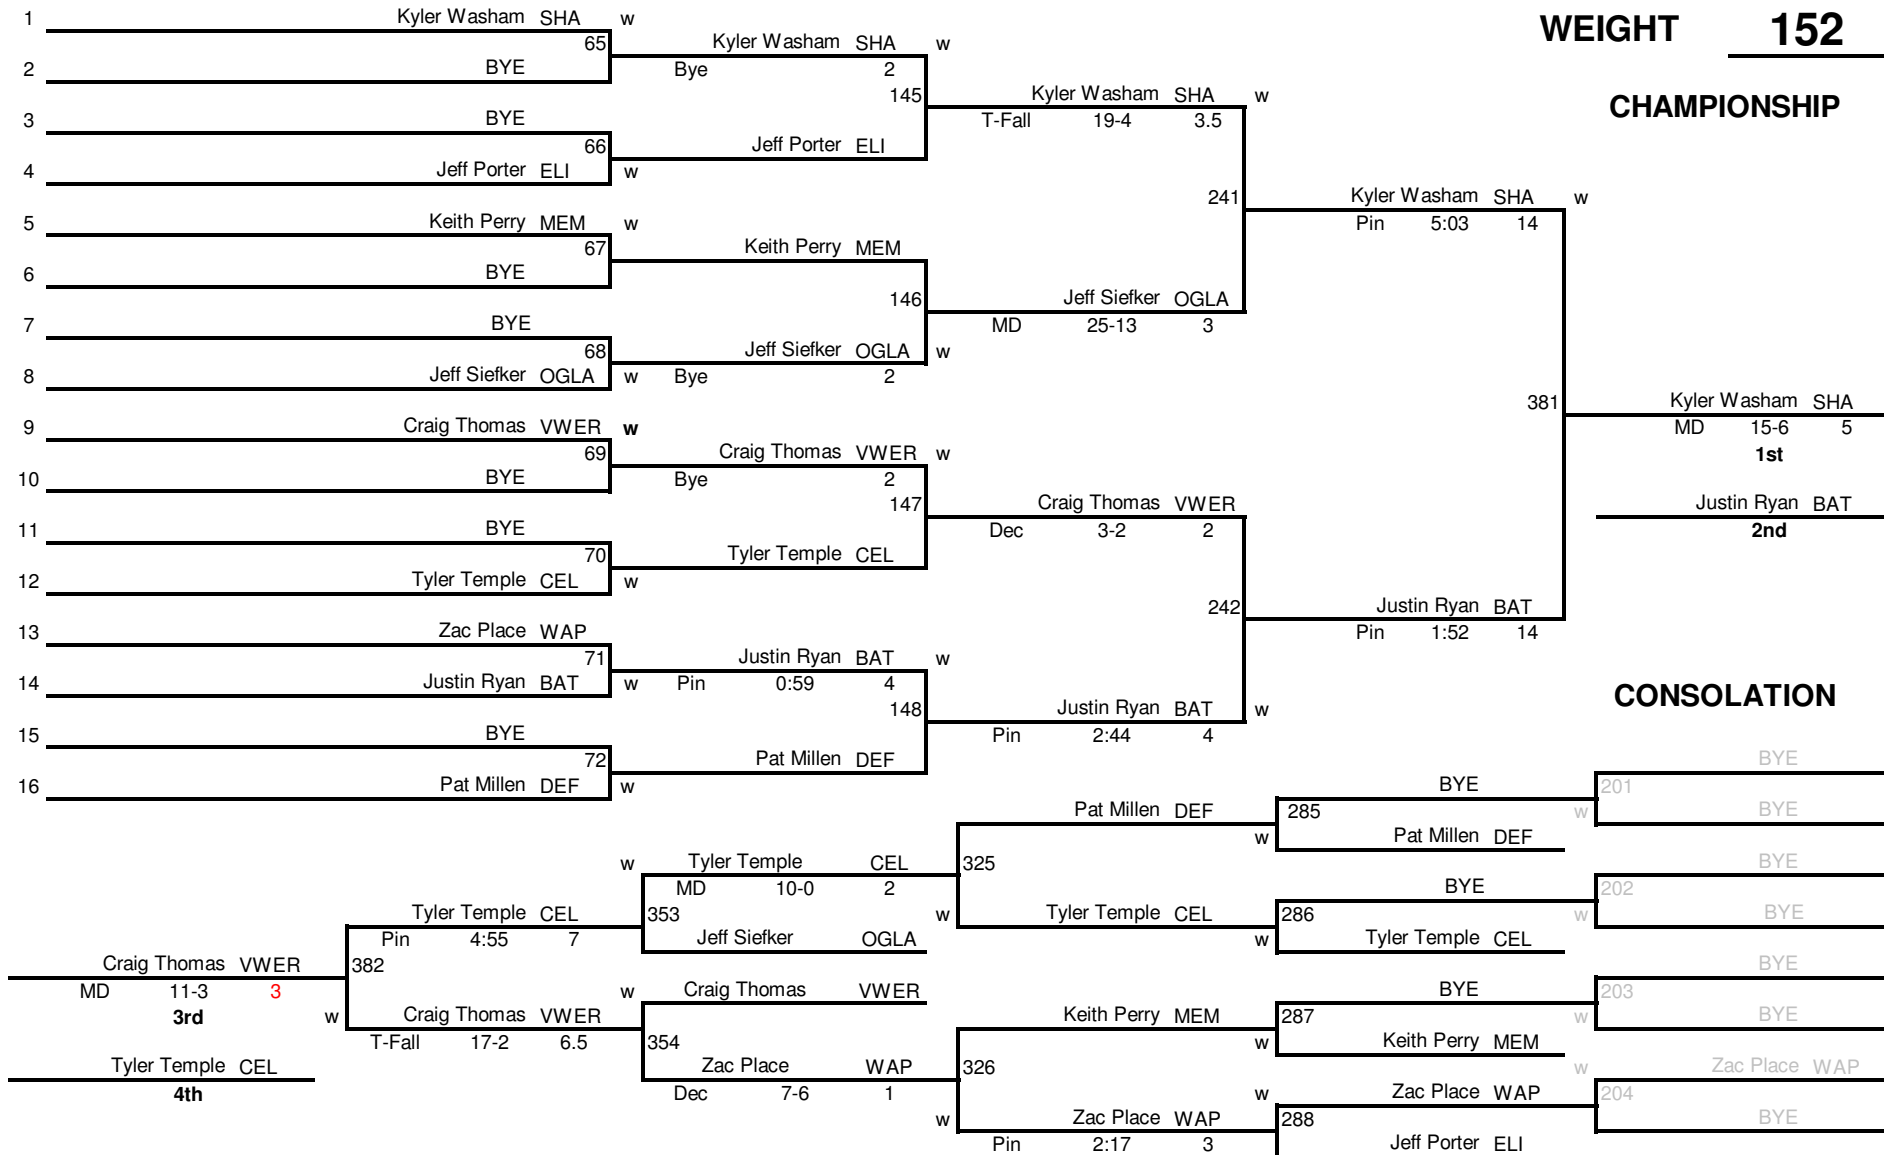 1 Kyler Washam SHA w
WEIGHT 152
65 Kyler Washam SHA w
2 BYE Bye 2
145 Kyler Washam SHA w
CHAMPIONSHIP
3 BYE T-Fall 19-4 3.5
66 Jeff Porter ELI
4 Jeff Porter ELI w
241 Kyler Washam SHA w
5 Keith Perry MEM w Pin 5:03 14
67 Keith Perry MEM
6 BYE
146 Jeff Siefker OGLA
7 BYE MD 25-13 3
68 Jeff Siefker OGLA w
8 Jeff Siefker OGLA w Bye 2
381 Kyler Washam SHA
9 Craig Thomas VWER w MD 15-6 5
69 Craig Thomas VWER w 1st
10 BYE Bye 2
147 Craig Thomas VWER Justin Ryan BAT
11 BYE Dec 3-2 2 2nd
70 Tyler Temple CEL
12 Tyler Temple CEL w
242 Justin Ryan BAT
13 Zac Place WAP Pin 1:52 14
71 Justin Ryan BAT w
14 Justin Ryan BAT w Pin 0:59 4
CONSOLATION
148 Justin Ryan BAT w
15 BYE Pin 2:44 4
72 Pat Millen DEF BYE
16 Pat Millen DEF w BYE 201
Pat Millen DEF 285 w BYE
w Pat Millen DEF
w Tyler Temple CEL 325 BYE
MD 10-0 2 BYE 202
Tyler Temple CEL 353 w Tyler Temple CEL 286 w BYE
Pin 4:55 7 Jeff Siefker OGLA w Tyler Temple CEL
Craig Thomas VWER 382 BYE
MD 11-3 3 w Craig Thomas VWER BYE 203
3rd w Craig Thomas VWER Keith Perry MEM 287 w BYE
T-Fall 17-2 6.5 354 w Keith Perry MEM
Tyler Temple CEL Zac Place WAP 326 w Zac Place WAP
4th Dec 7-6 1 w Zac Place WAP 204
w Zac Place WAP 288 BYE
Pin 2:17 3 Jeff Porter ELI